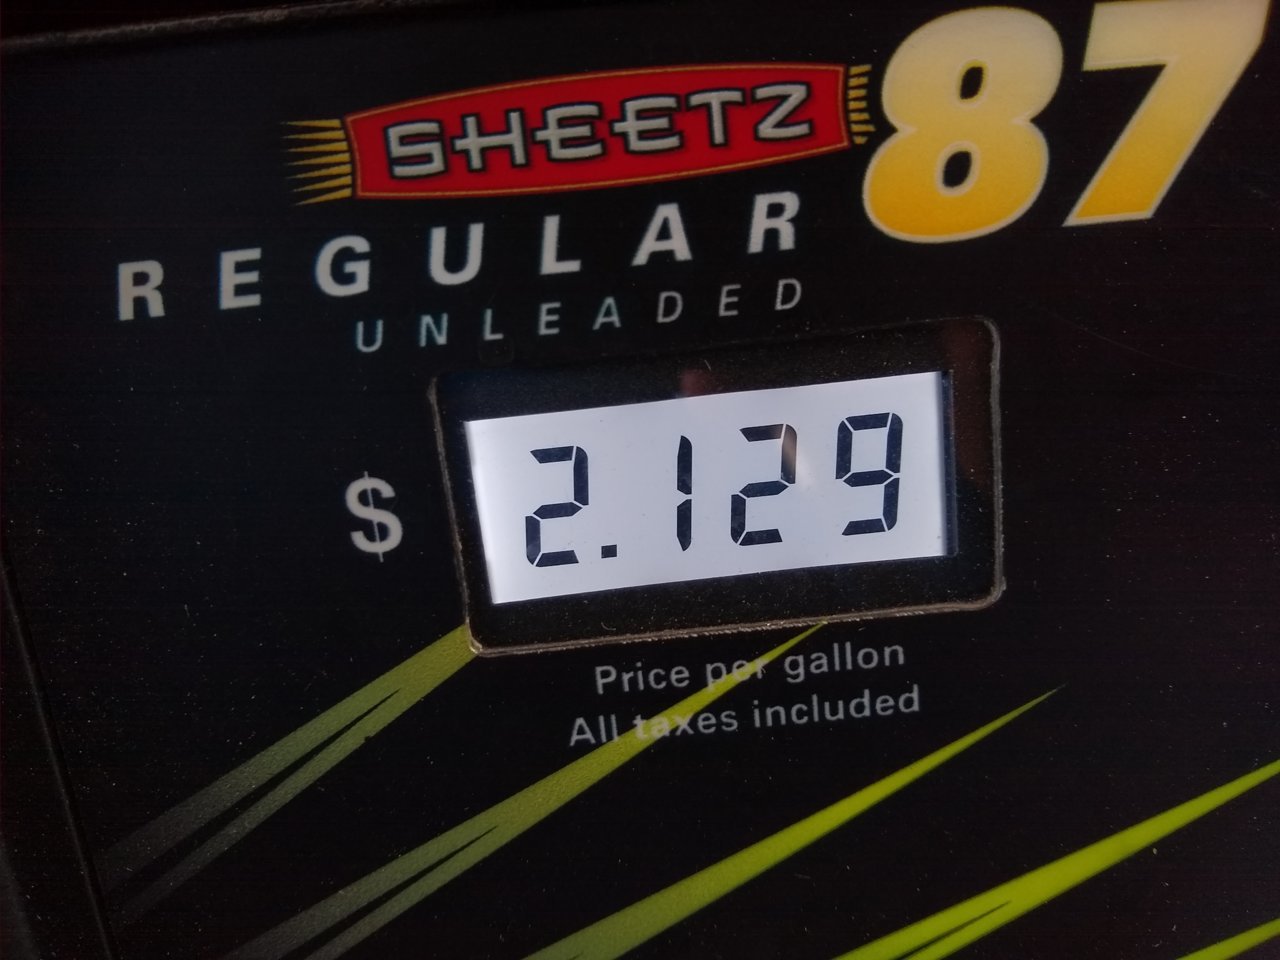 SHEETZ 87
REGULAR
UNLEADED
$ 2.129
Price per gallon
All taxes included